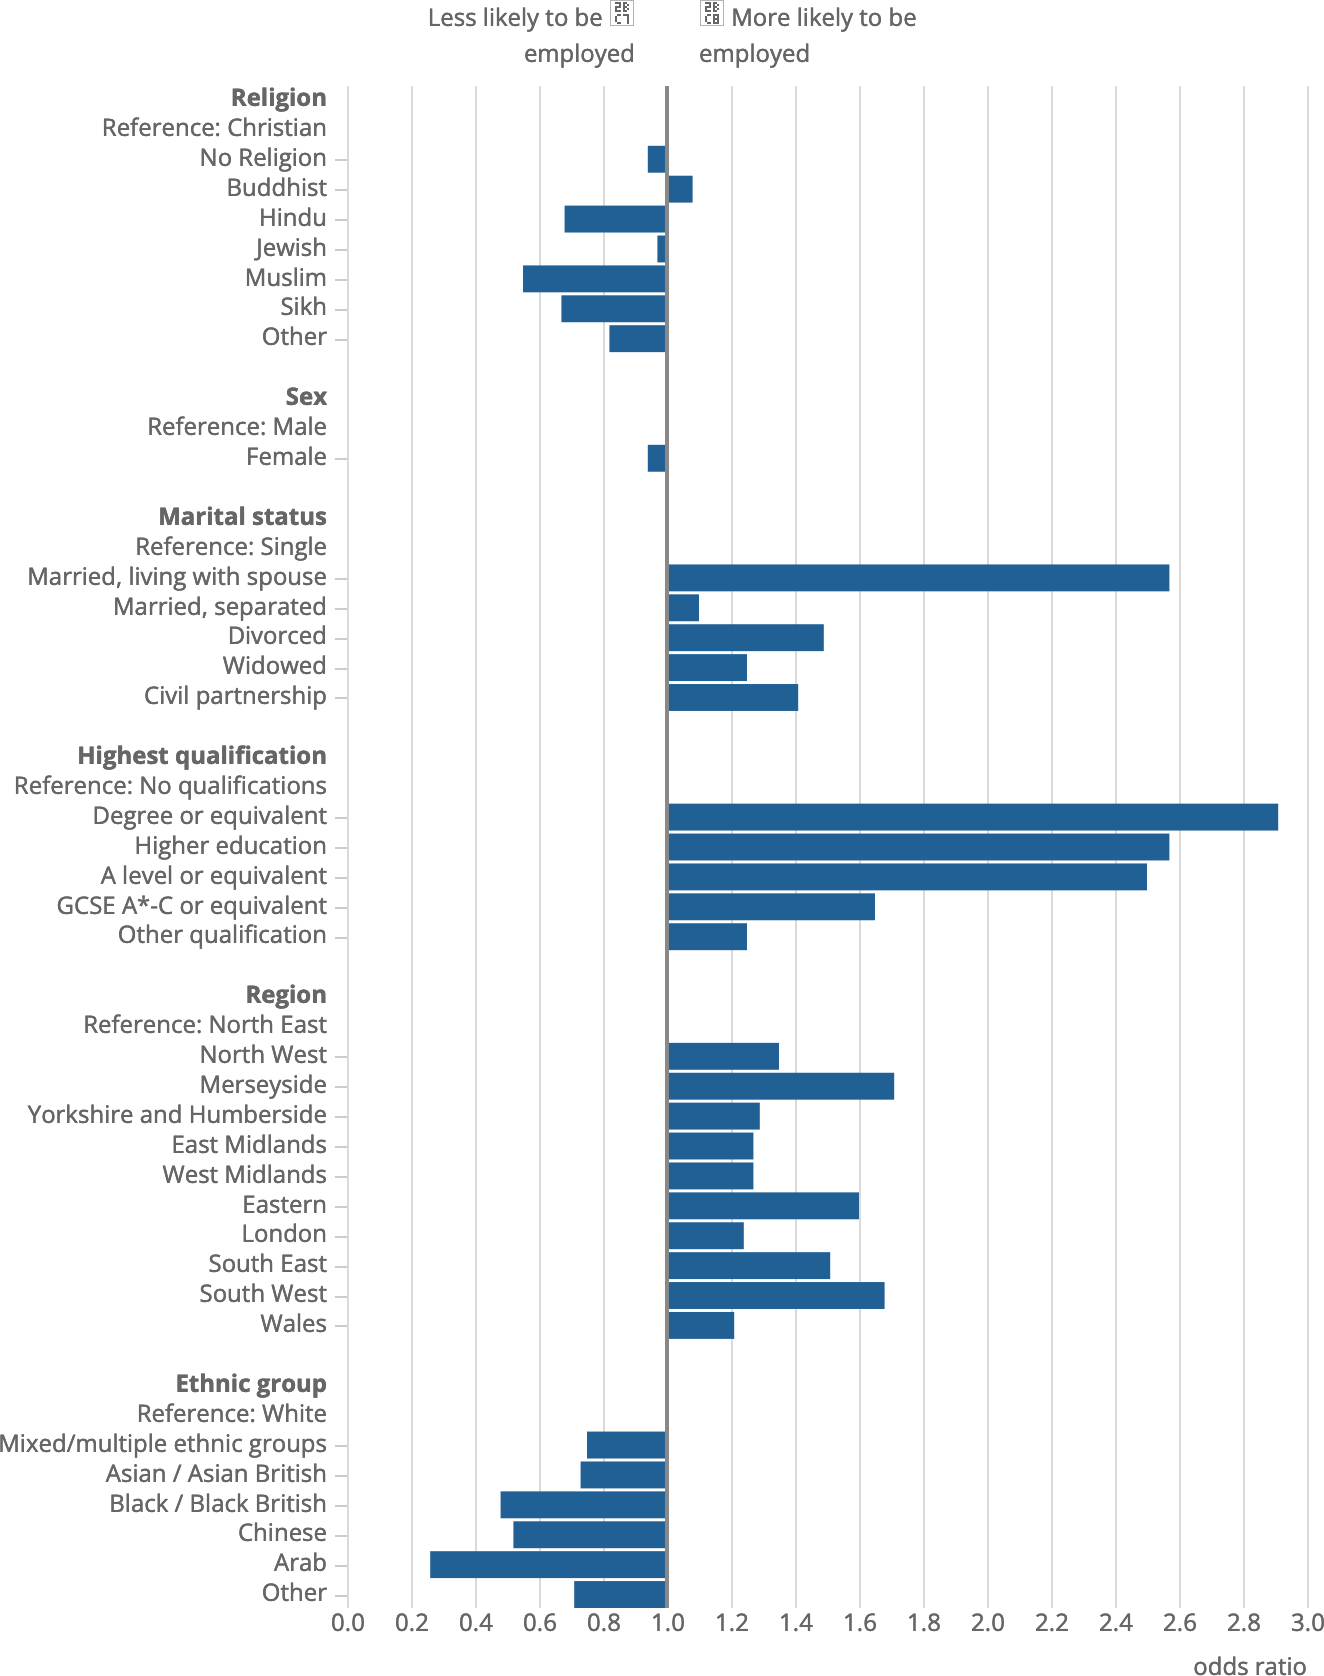 Less likely to be
employed
More likely to be
employed
Religion
Reference: Christian
No Religion
Buddhist
Hindu
Jewish
Muslim
Sikh
Other
Sex
Reference: Male
Female
Marital status
Reference: Single
Married, living with spouse
Married, separated
Divorced
Widowed
Civil partnership
Highest qualification
Reference: No qualifications
Degree or equivalent
Higher education
A level or equivalent
GCSE A*-C or equivalent
Other qualification
Region
Reference: North East
North West
Merseyside
Yorkshire and Humberside
East Midlands
West Midlands
Eastern
London
South East
South West
Wales
Ethnic group
Reference: White
Mixed/multiple ethnic groups
Asian / Asian British
Black / Black British
Chinese
Arab
Other
0.0 0.2 0.4 0.6 0.8 1.0 1.2 1.4 1.6 1.8 2.0 2.2 2.4 2.6 2.8 3.0
odds ratio